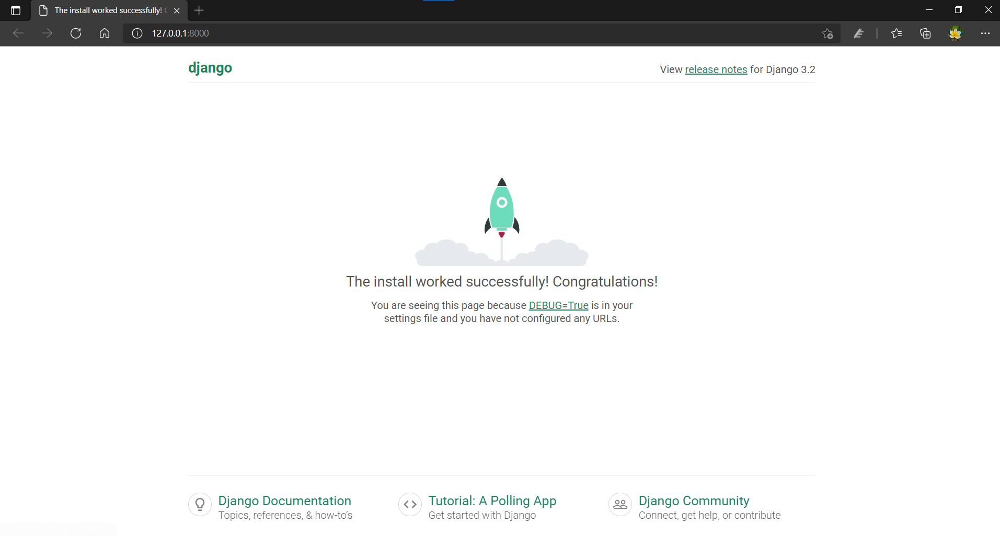 The install worked successfully!
127.0.0.1:8000
django
View release notes for Django 3.2
The install worked successfully! Congratulations!
You are seeing this page because DEBUG=True is in your
settings file and you have not configured any URLs.
Django Documentation
Topics, references, & how-to’s
Tutorial: A Polling App
Get started with Django
Django Community
Connect, get help, or contribute